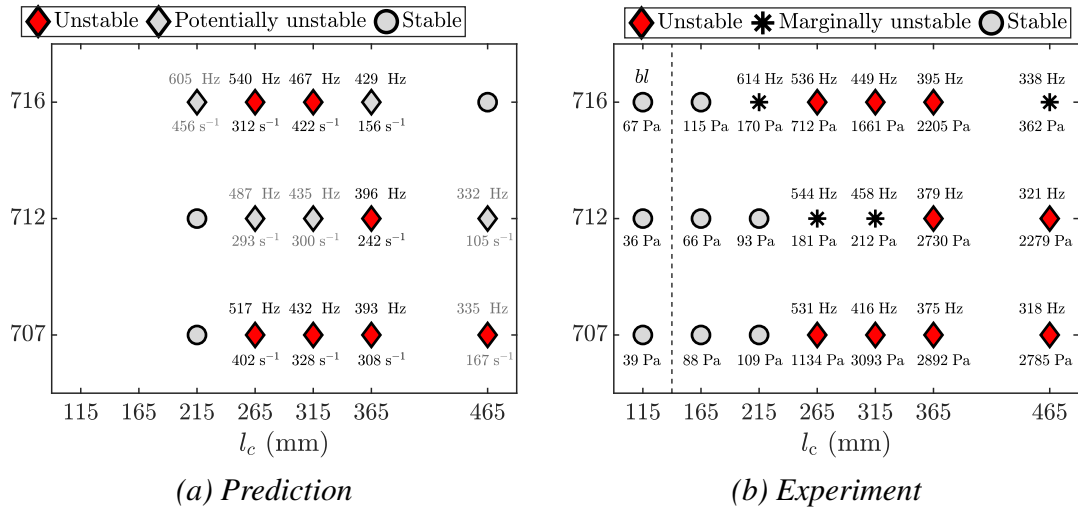 Unstable Potentially unstable Stable
716
605 Hz 540 Hz 467 Hz 429 Hz
456 s⁻¹ 312 s⁻¹ 422 s⁻¹ 156 s⁻¹
487 Hz 435 Hz 396 Hz 332 Hz
712
293 s⁻¹ 300 s⁻¹ 242 s⁻¹ 105 s⁻¹
517 Hz 432 Hz 393 Hz 335 Hz
707
402 s⁻¹ 328 s⁻¹ 308 s⁻¹ 167 s⁻¹
115 165 215 265 315 365 465
l_c (mm)
(a) Prediction
Unstable Marginally unstable Stable
bl 614 Hz 536 Hz 449 Hz 395 Hz 338 Hz
716
67 Pa 115 Pa 170 Pa 712 Pa 1661 Pa 2205 Pa 362 Pa
544 Hz 458 Hz 379 Hz 321 Hz
712
36 Pa 66 Pa 93 Pa 181 Pa 212 Pa 2730 Pa 2279 Pa
531 Hz 416 Hz 375 Hz 318 Hz
707
39 Pa 88 Pa 109 Pa 1134 Pa 3093 Pa 2892 Pa 2785 Pa
115 165 215 265 315 365 465
l_c (mm)
(b) Experiment